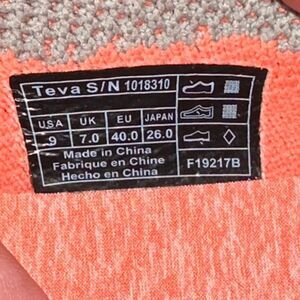 Teva S/N 1018310
USA UK EU JAPAN
9 7.0 40.0 26.0
Made in China
Fabrique en Chine
Hecho en China
F19217B